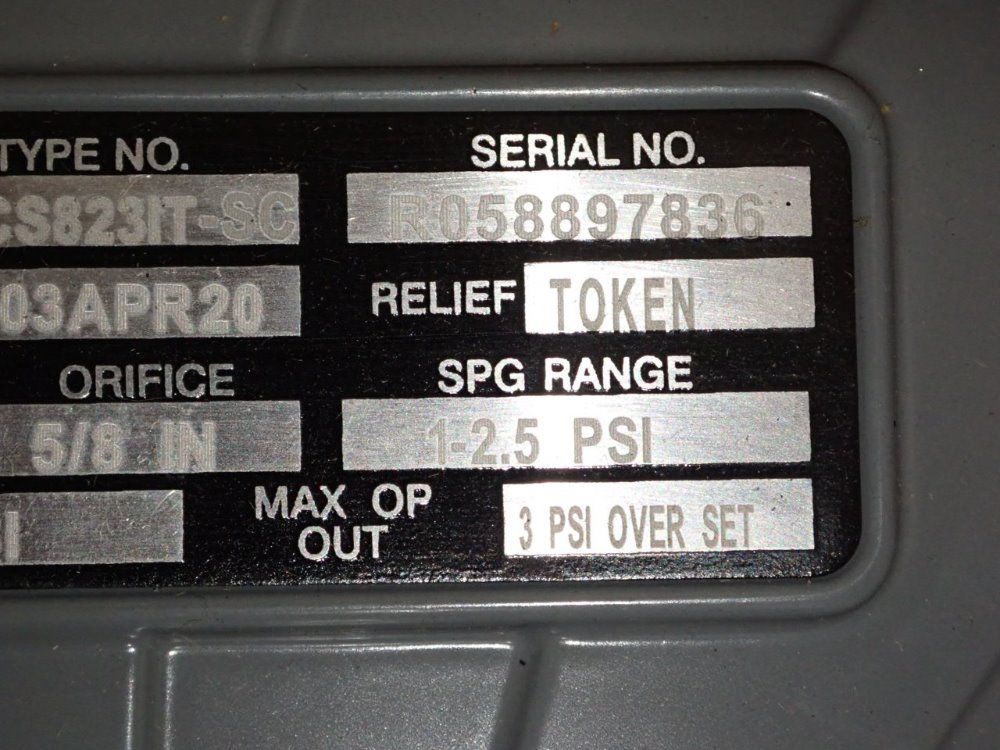 TYPE NO. SERIAL NO.
CS823IT-SC R058897836
03APR20 RELIEF TOKEN
ORIFICE SPG RANGE
5/8 IN 1-2.5 PSI
I MAX OP OUT 3 PSI OVER SET